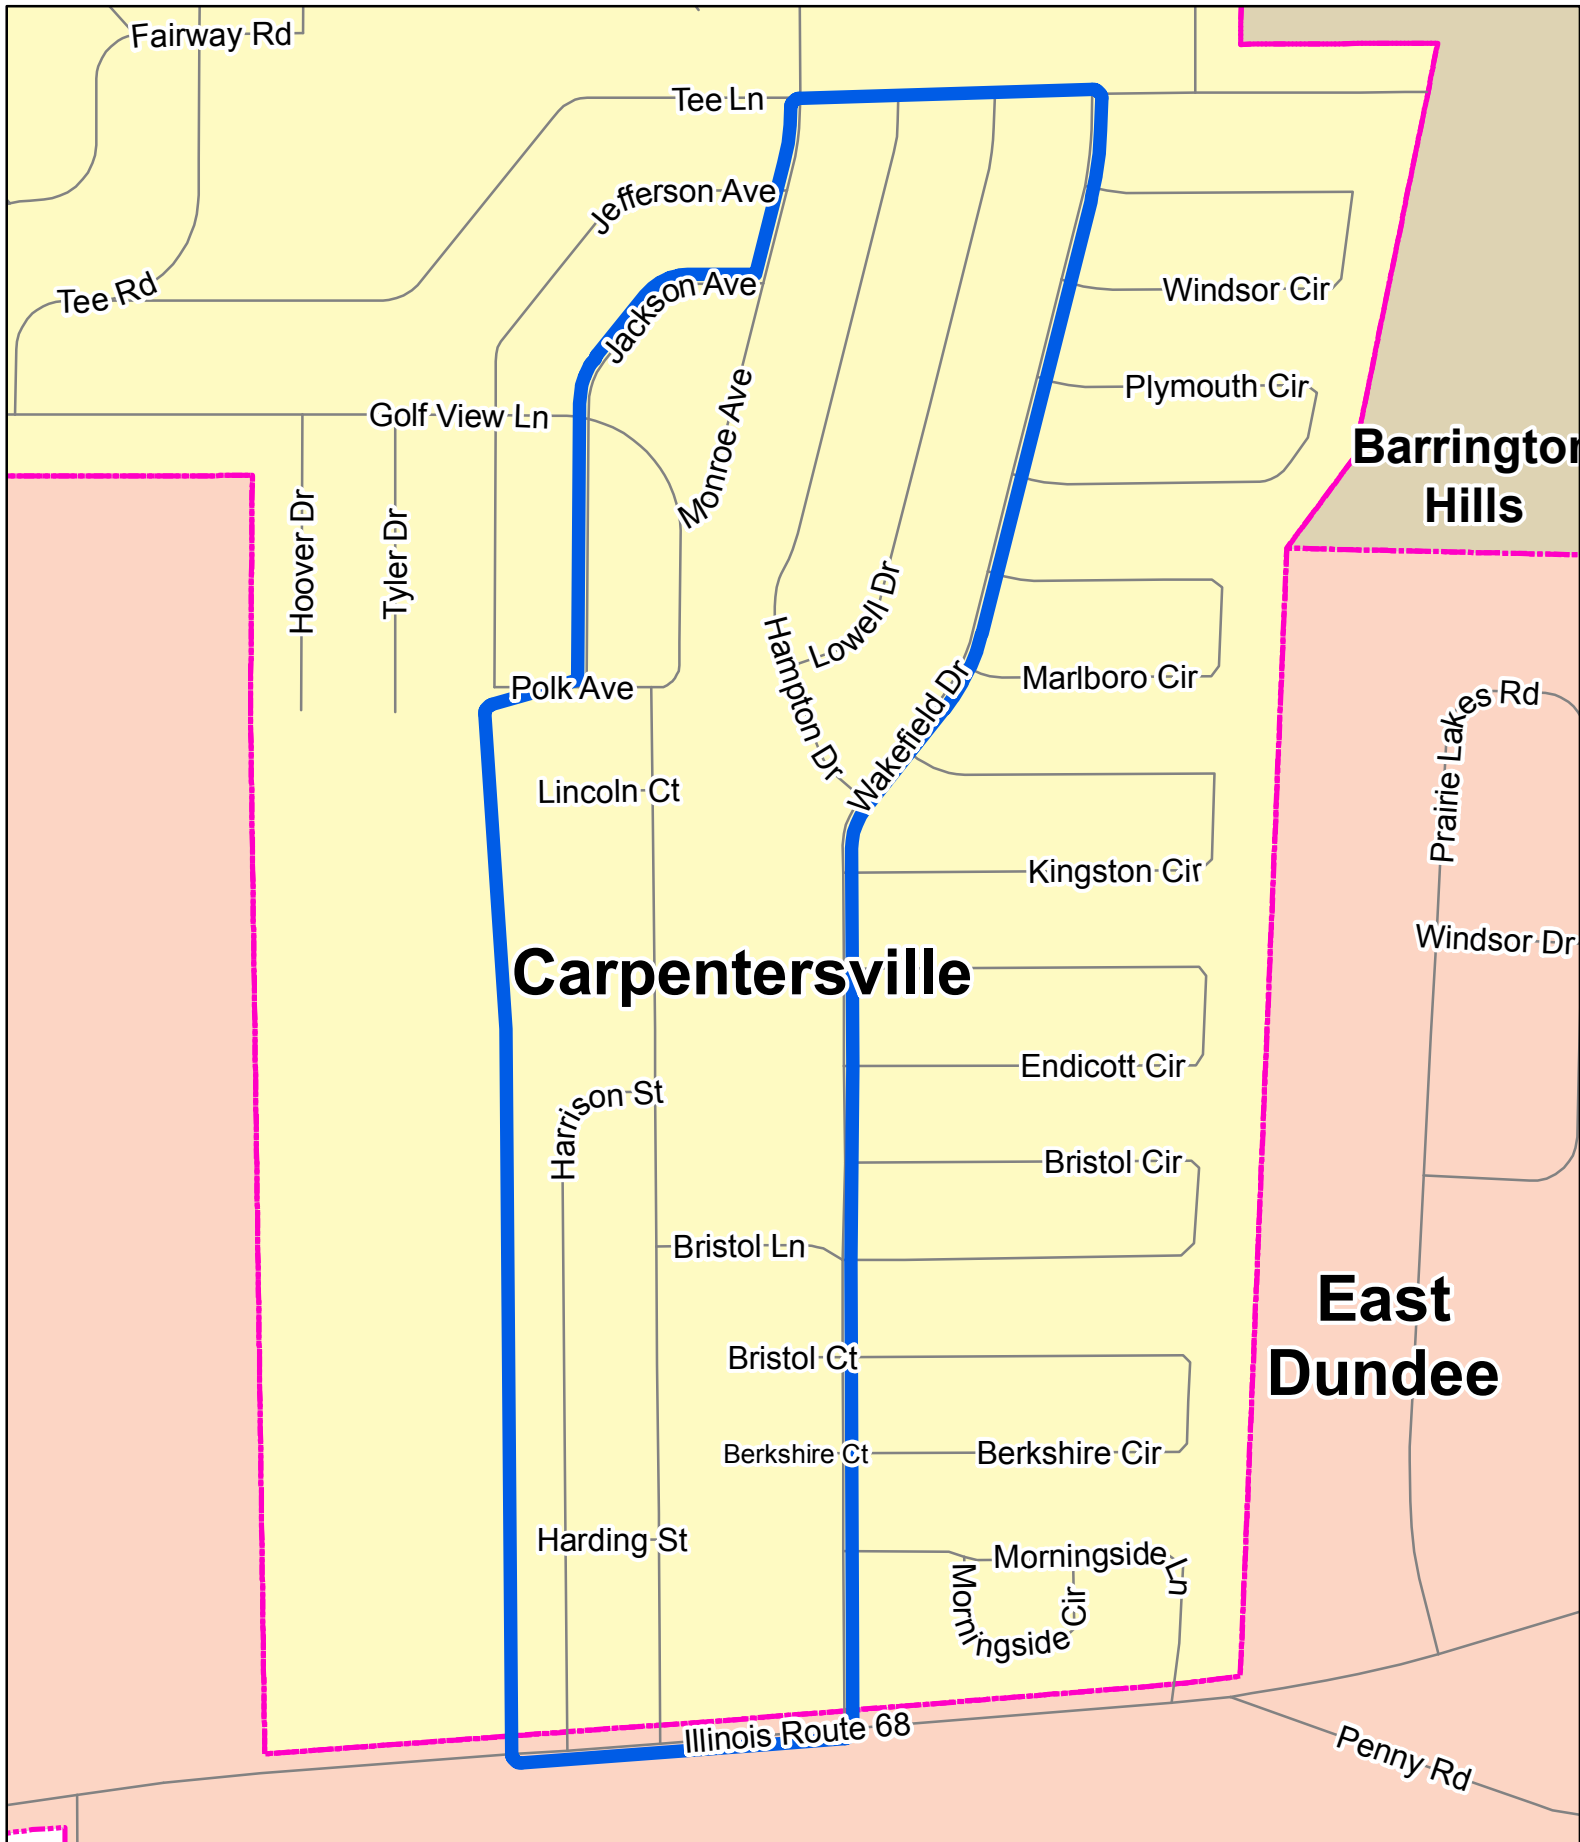 Fairway Rd
Tee Ln
Jefferson Ave
Jackson Ave
Tee Rd
Windsor Cir
Plymouth Cir
Golf View Ln
Monroe Ave
Barrington
Hills
Hoover Dr
Tyler Dr
Lowell Dr
Hampton Dr
Wakefield Dr
Marlboro Cir
Polk Ave
Prairie Lakes Rd
Lincoln Ct
Kingston Cir
Windsor Dr
Carpentersville
Endicott Cir
Harrison St
Bristol Cir
Bristol Ln
East
Dundee
Bristol Ct
Berkshire Ct
Berkshire Cir
Harding St
Morningside Ln
Morningside Cir
Illinois Route 68
Penny Rd